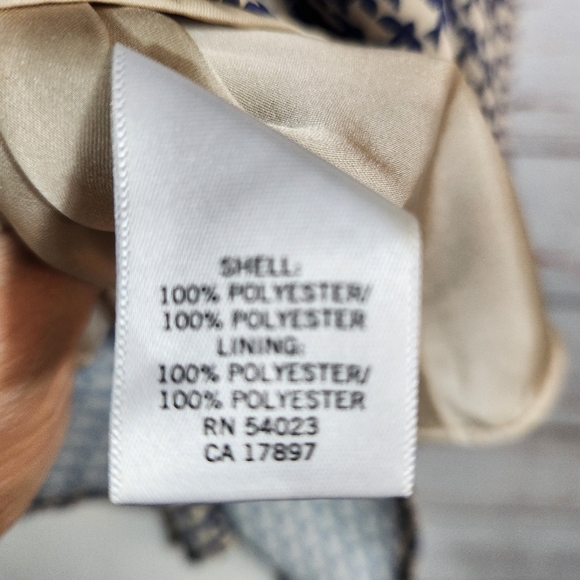 SHELL:
100% POLYESTER/
100% POLYESTER
LINING:
100% POLYESTER/
100% POLYESTER
RN 54023
CA 17897